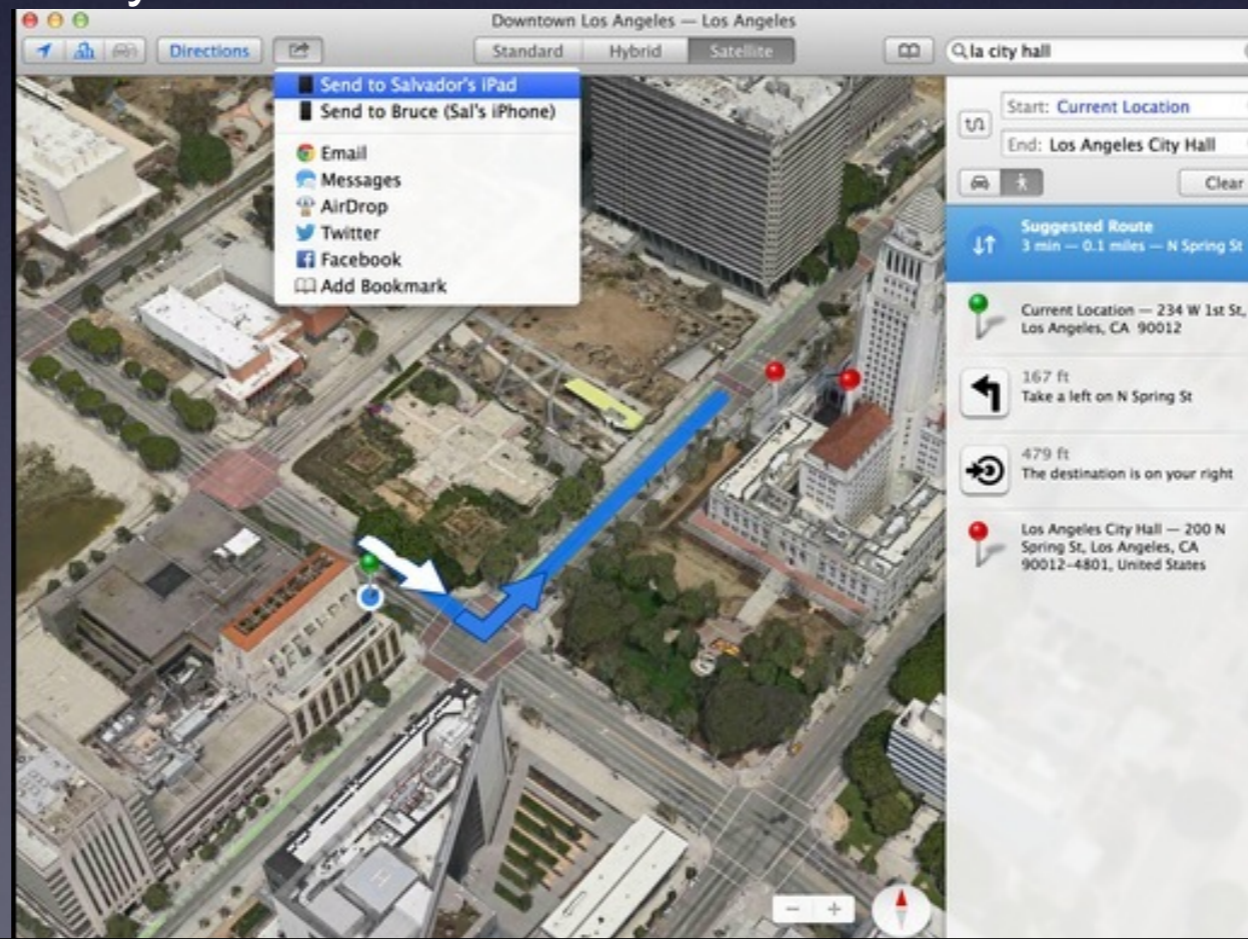 Downtown Los Angeles — Los Angeles
Directions
Standard
Hybrid
Satellite
la city hall
Send to Salvador's iPad
Send to Bruce (Sal's iPhone)
Email
Messages
AirDrop
Twitter
Facebook
Add Bookmark
Start: Current Location
End: Los Angeles City Hall
Clear
Suggested Route
3 min — 0.1 miles — N Spring St
Current Location — 234 W 1st St,
Los Angeles, CA 90012
167 ft
Take a left on N Spring St
479 ft
The destination is on your right
Los Angeles City Hall — 200 N
Spring St, Los Angeles, CA
90012-4801, United States